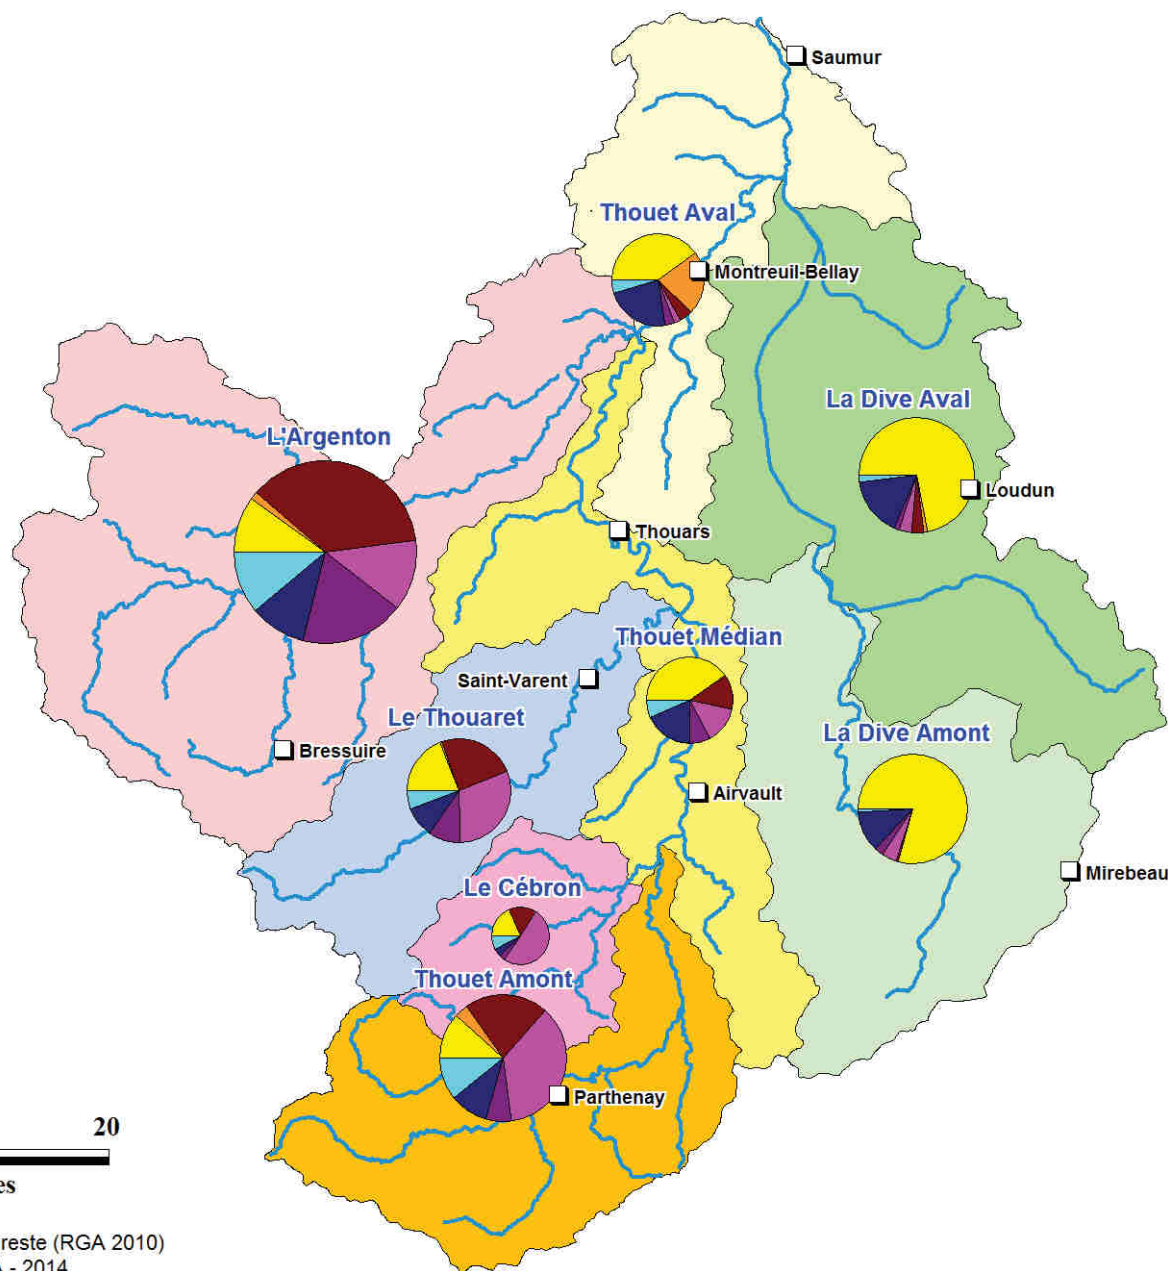 Saumur
Thouet Aval
Montreuil-Bellay
La Dive Aval
L'Argenton
Loudun
Thouars
Thouet Médian
Saint-Varent
Le Thouaret
La Dive Amont
Bressuire
Airvault
Mirebeau
Le Cébron
Thouet Amont
Parthenay
20
es
reste (RGA 2010)
- 2014